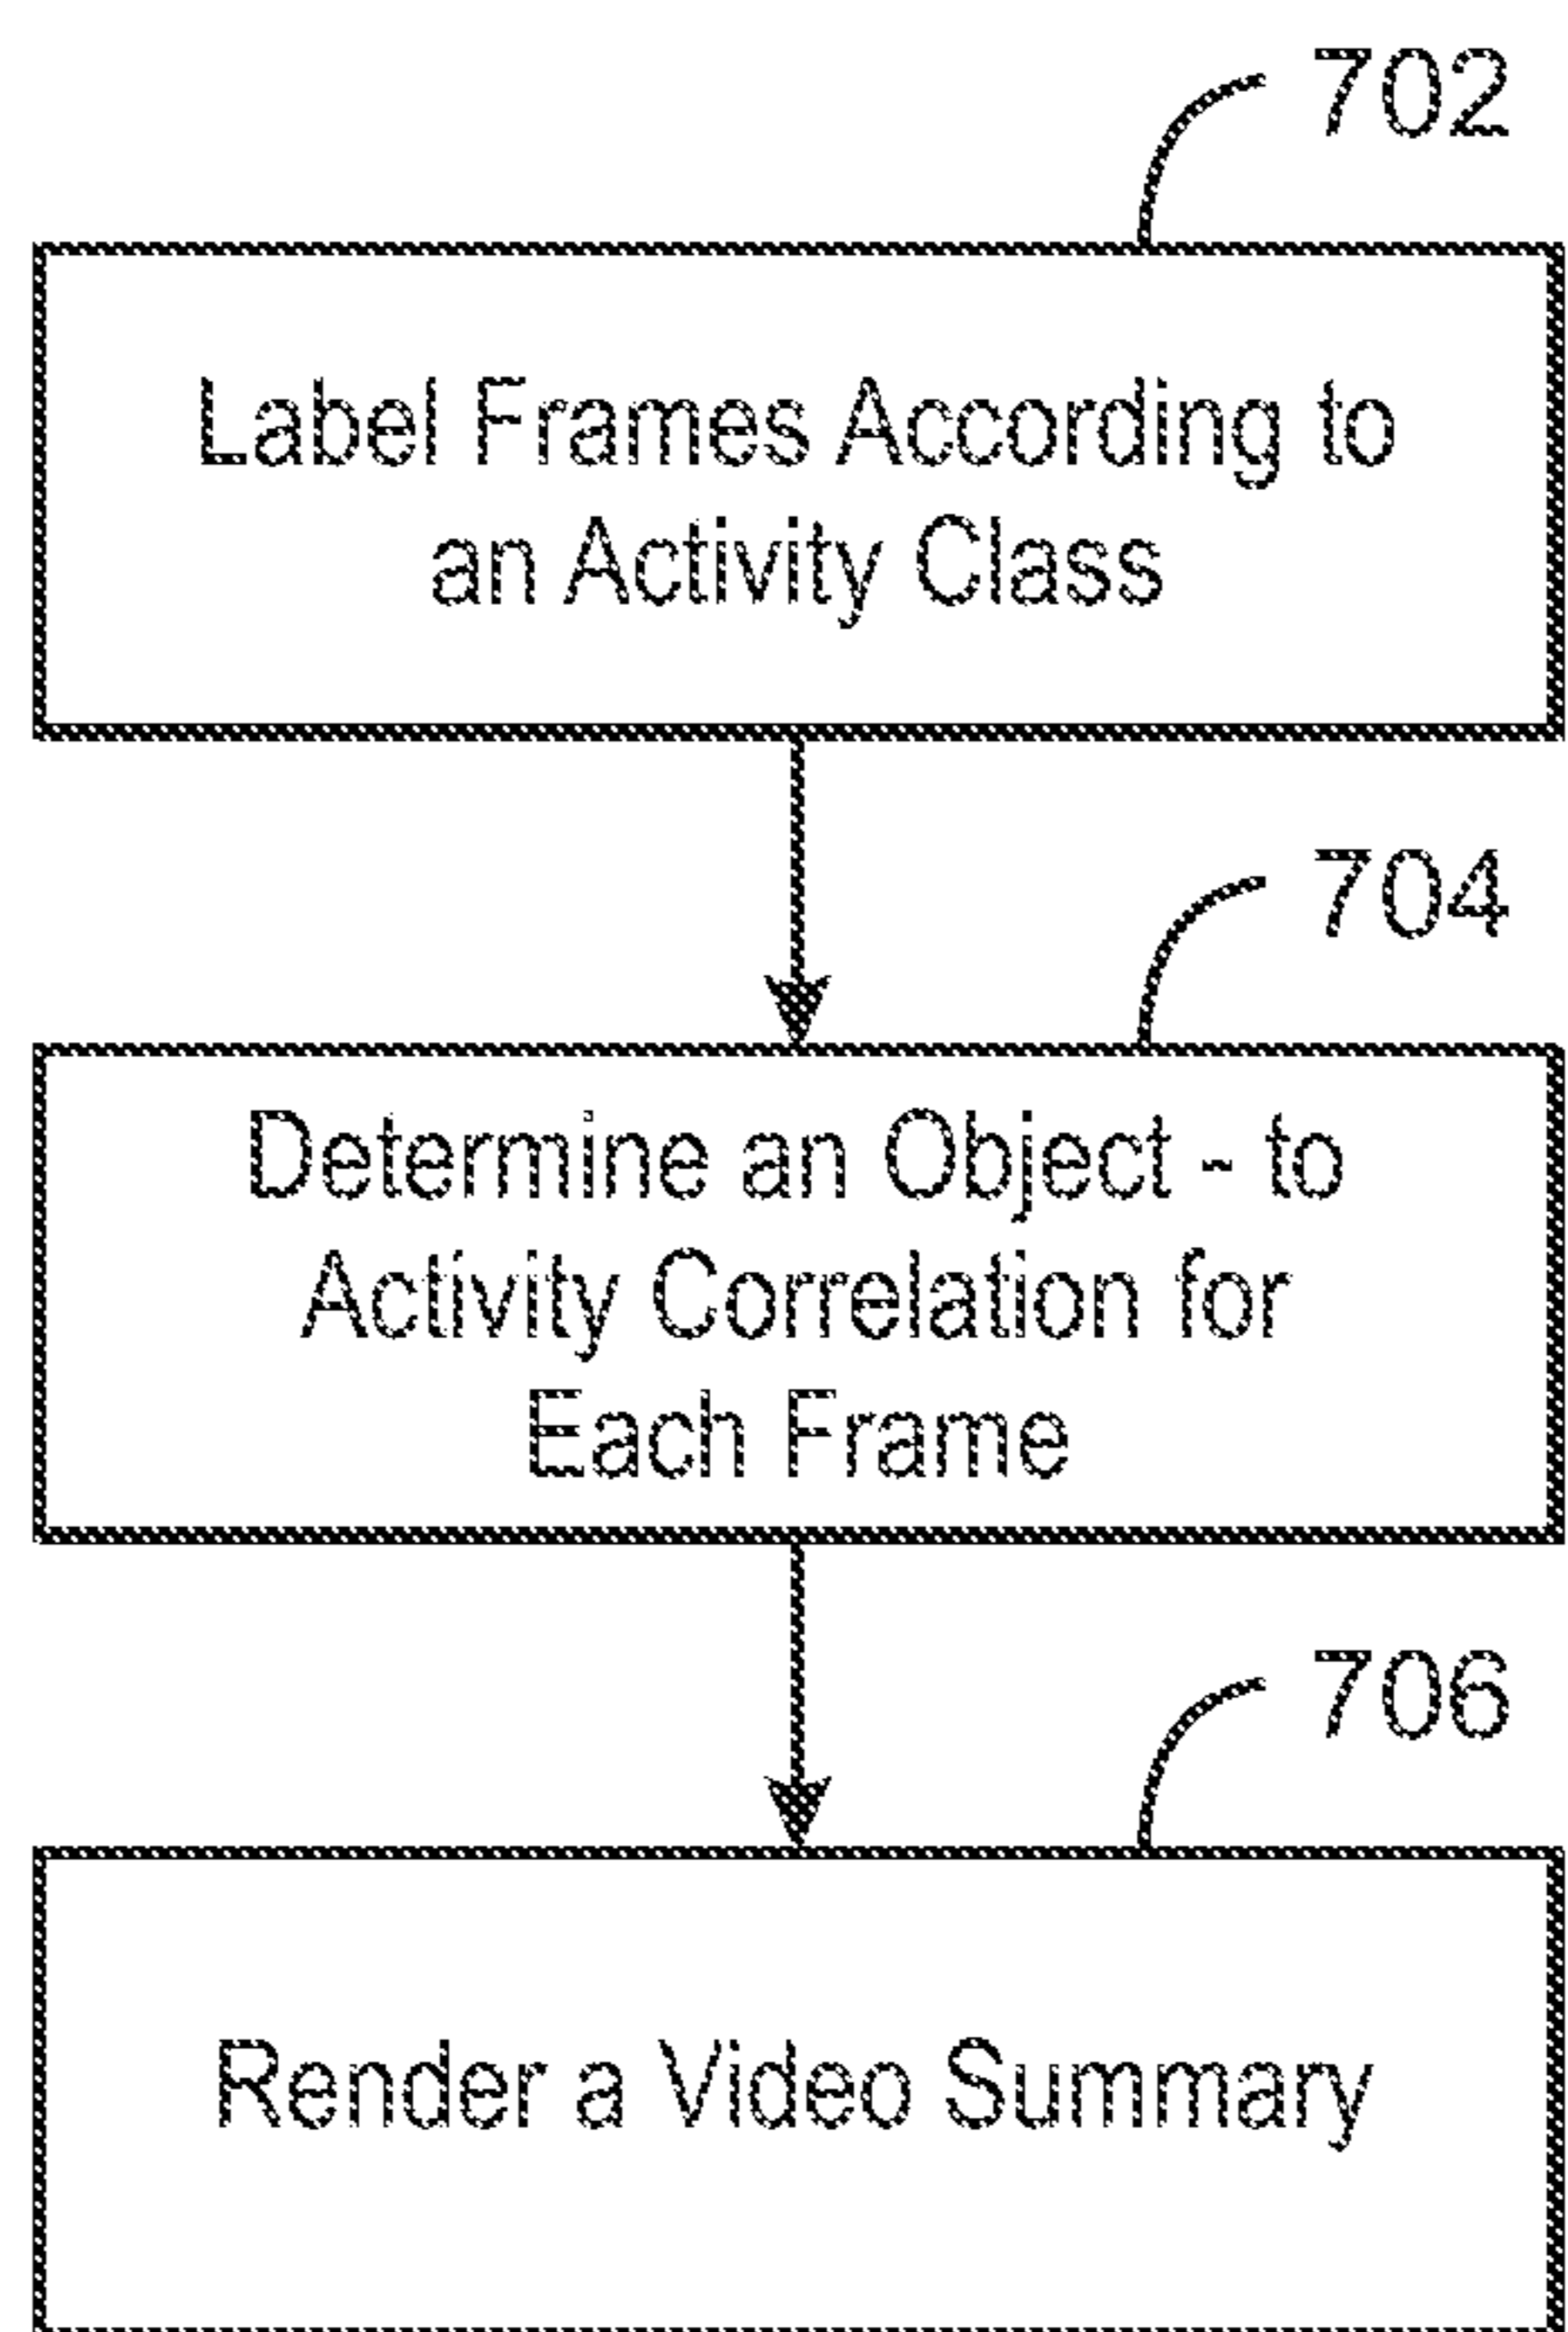 702
Label Frames According to
an Activity Class
704
Determine an Object - to
Activity Correlation for
Each Frame
706
Render a Video Summary